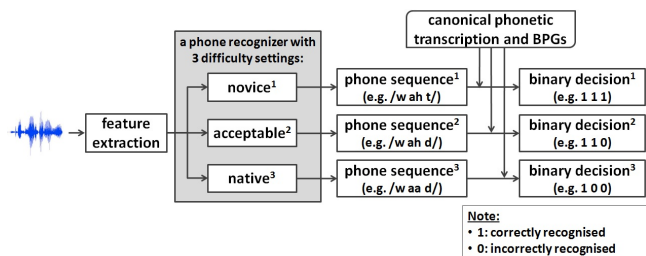 canonical phonetic
transcription and BPGs
a phone recognizer with
3 difficulty settings:
novice¹
phone sequence¹
(e.g. /w ah t/)
binary decision¹
(e.g. 1 1 1)
feature
extraction
acceptable²
phone sequence²
(e.g. /w ah d/)
binary decision²
(e.g. 1 1 0)
native³
phone sequence³
(e.g. /w aa d/)
binary decision³
(e.g. 1 0 0)
Note:
• 1: correctly recognised
• 0: incorrectly recognised